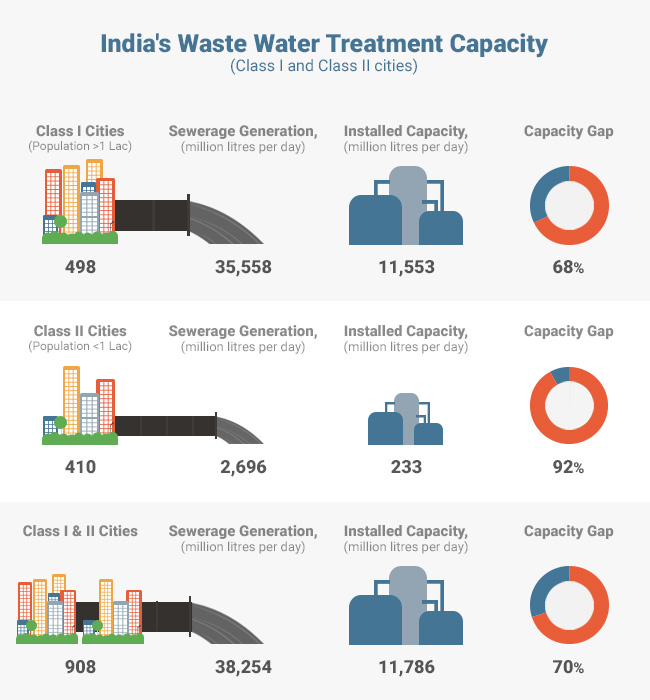 India's Waste Water Treatment Capacity
(Class I and Class II cities)
Class I Cities
(Population >1 Lac)
Sewerage Generation,
(million litres per day)
Installed Capacity,
(million litres per day)
Capacity Gap
498
35,558
11,553
68%
Class II Cities
(Population <1 Lac)
Sewerage Generation,
(million litres per day)
Installed Capacity,
(million litres per day)
Capacity Gap
410
2,696
233
92%
Class I & II Cities
Sewerage Generation,
(million litres per day)
Installed Capacity,
(million litres per day)
Capacity Gap
908
38,254
11,786
70%